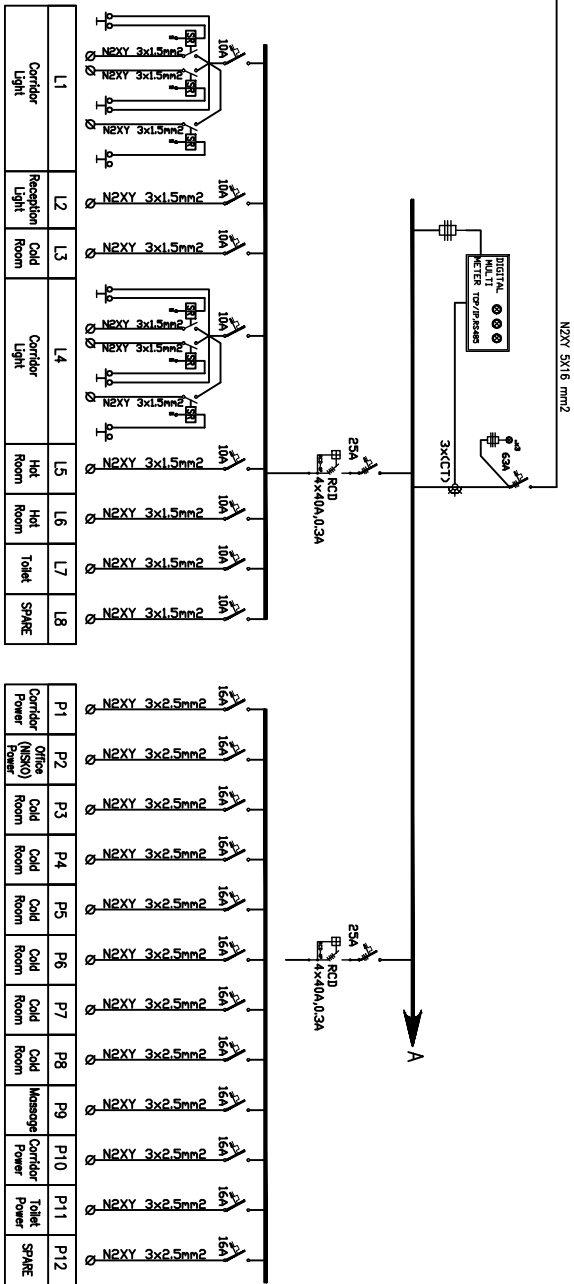 N2XY 5X16 mm2
DIGITAL
MULTI
METER TCP/IP,RS485
x3
63A
3x(CT)
A
25A
RCD
4x40A,0.3A
25A
RCD
4x40A,0.3A
10A
10A
10A
10A
10A
10A
10A
10A
16A
16A
16A
16A
16A
16A
16A
16A
16A
16A
16A
16A
SR
N2XY 3x1.5mm2
SR
N2XY 3x1.5mm2
SR
N2XY 3x1.5mm2
N2XY 3x1.5mm2
N2XY 3x1.5mm2
SR
N2XY 3x1.5mm2
SR
N2XY 3x1.5mm2
SR
N2XY 3x1.5mm2
N2XY 3x1.5mm2
N2XY 3x1.5mm2
N2XY 3x1.5mm2
N2XY 3x1.5mm2
N2XY 3x2.5mm2
N2XY 3x2.5mm2
N2XY 3x2.5mm2
N2XY 3x2.5mm2
N2XY 3x2.5mm2
N2XY 3x2.5mm2
N2XY 3x2.5mm2
N2XY 3x2.5mm2
N2XY 3x2.5mm2
N2XY 3x2.5mm2
N2XY 3x2.5mm2
N2XY 3x2.5mm2
L1
Corridor
Light
L2
Reception
Light
L3
Cold
Room
L4
Corridor
Light
L5
Hot
Room
L6
Hot
Room
L7
Toilet
L8
SPARE
P1
Corridor
Power
P2
Office
(NISKO)
Power
P3
Cold
Room
P4
Cold
Room
P5
Cold
Room
P6
Cold
Room
P7
Cold
Room
P8
Cold
Room
P9
Massage
P10
Corridor
Power
P11
Toilet
Power
P12
SPARE